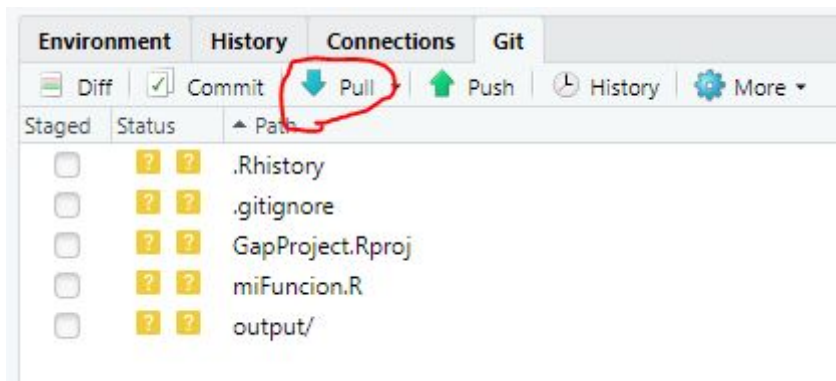 Environment History Connections Git
Diff Commit Pull Push History More
Staged Status Path
? ? .Rhistory
? ? .gitignore
? ? GapProject.Rproj
? ? miFuncion.R
? ? output/